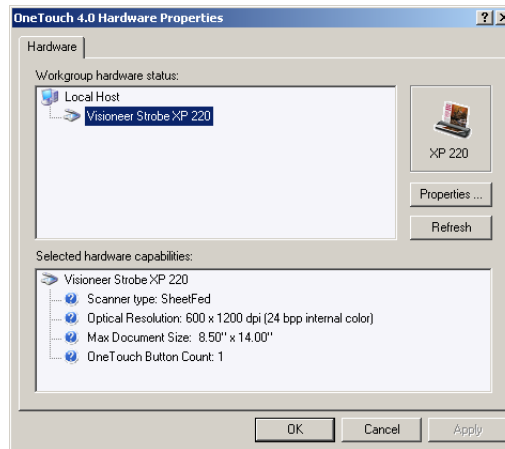 OneTouch 4.0 Hardware Properties
Hardware
Workgroup hardware status:
Local Host
Visioneer Strobe XP 220
XP 220
Properties ...
Refresh
Selected hardware capabilities:
Visioneer Strobe XP 220
Scanner type: SheetFed
Optical Resolution: 600 x 1200 dpi (24 bpp internal color)
Max Document Size: 8.50'' x 14.00''
OneTouch Button Count: 1
OK Cancel Apply